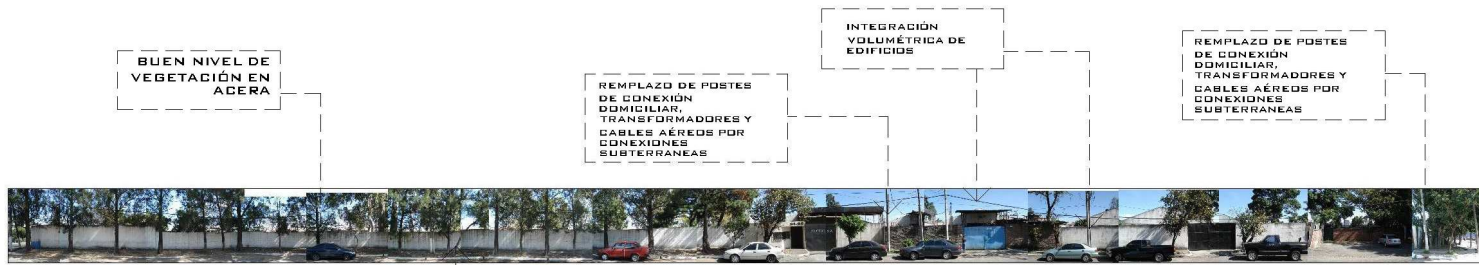 BUEN NIVEL DE
VEGETACIÓN EN
ACERA
REMPLAZO DE POSTES
DE CONEXIÓN
DOMICILIAR,
TRANSFORMADORES Y
CABLES AÉREOS POR
CONEXIONES
SUBTERRANEAS
INTEGRACIÓN
VOLUMÉTRICA DE
EDIFICIOS
REMPLAZO DE POSTES
DE CONEXIÓN
DOMICILIAR,
TRANSFORMADORES Y
CABLES AÉREOS POR
CONEXIONES
SUBTERRANEAS